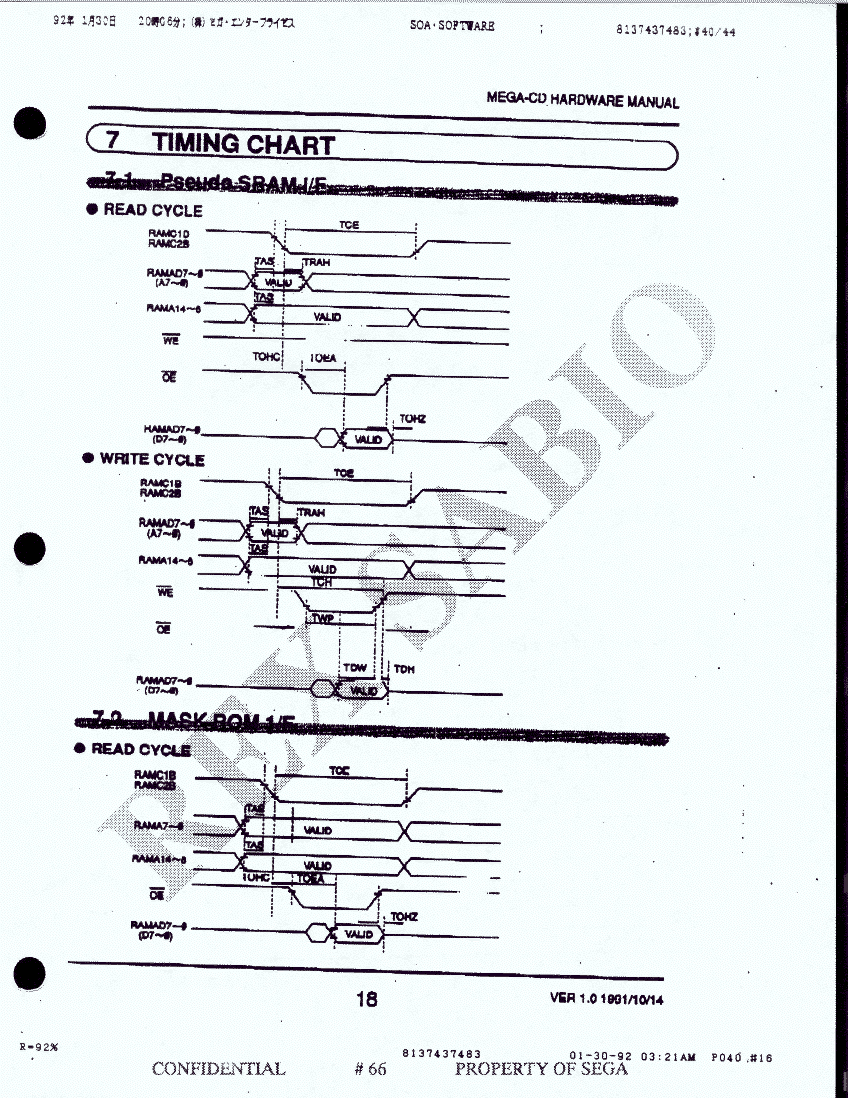 92年 1月30日 20時06分; (株) セガ・エンタープライゼス SOA·SOFTWARE ; 8137437483;#40/44
MEGA-CD HARDWARE MANUAL
7 TIMING CHART
7.1 Pseudo SRAM I/F
● READ CYCLE
TCE
RAMC1D
RAMC2B
TAS TRAH
RAMAD7~0
(A7~0)
VALID
TAS
RAMA14~8
VALID
WE
TOHC TOEA
OE
TOHZ
RAMAD7~0
(D7~0)
VALID
● WRITE CYCLE
TCE
RAMC1B
RAMC2B
TAS TRAH
RAMAD7~0
(A7~0)
VALID
TAS
RAMA14~8
VALID
TCH
WE
TWP
OE
TDW TDH
RAMAD7~0
(D7~0)
VALID
7.2 MASK ROM I/F
● READ CYCLE
TCE
RAMC1B
RAMC2B
TAS
RAMA7~0
VALID
TAS
RAMA14~8
VALID
TOHC TOEA
OE
TOHZ
RAMAD7~0
(D7~0)
VALID
REX SABIO
18 VER 1.0 1991/10/14
R=92%
8137437483 01-30-92 03:21AM P040 #16
CONFIDENTIAL # 66 PROPERTY OF SEGA